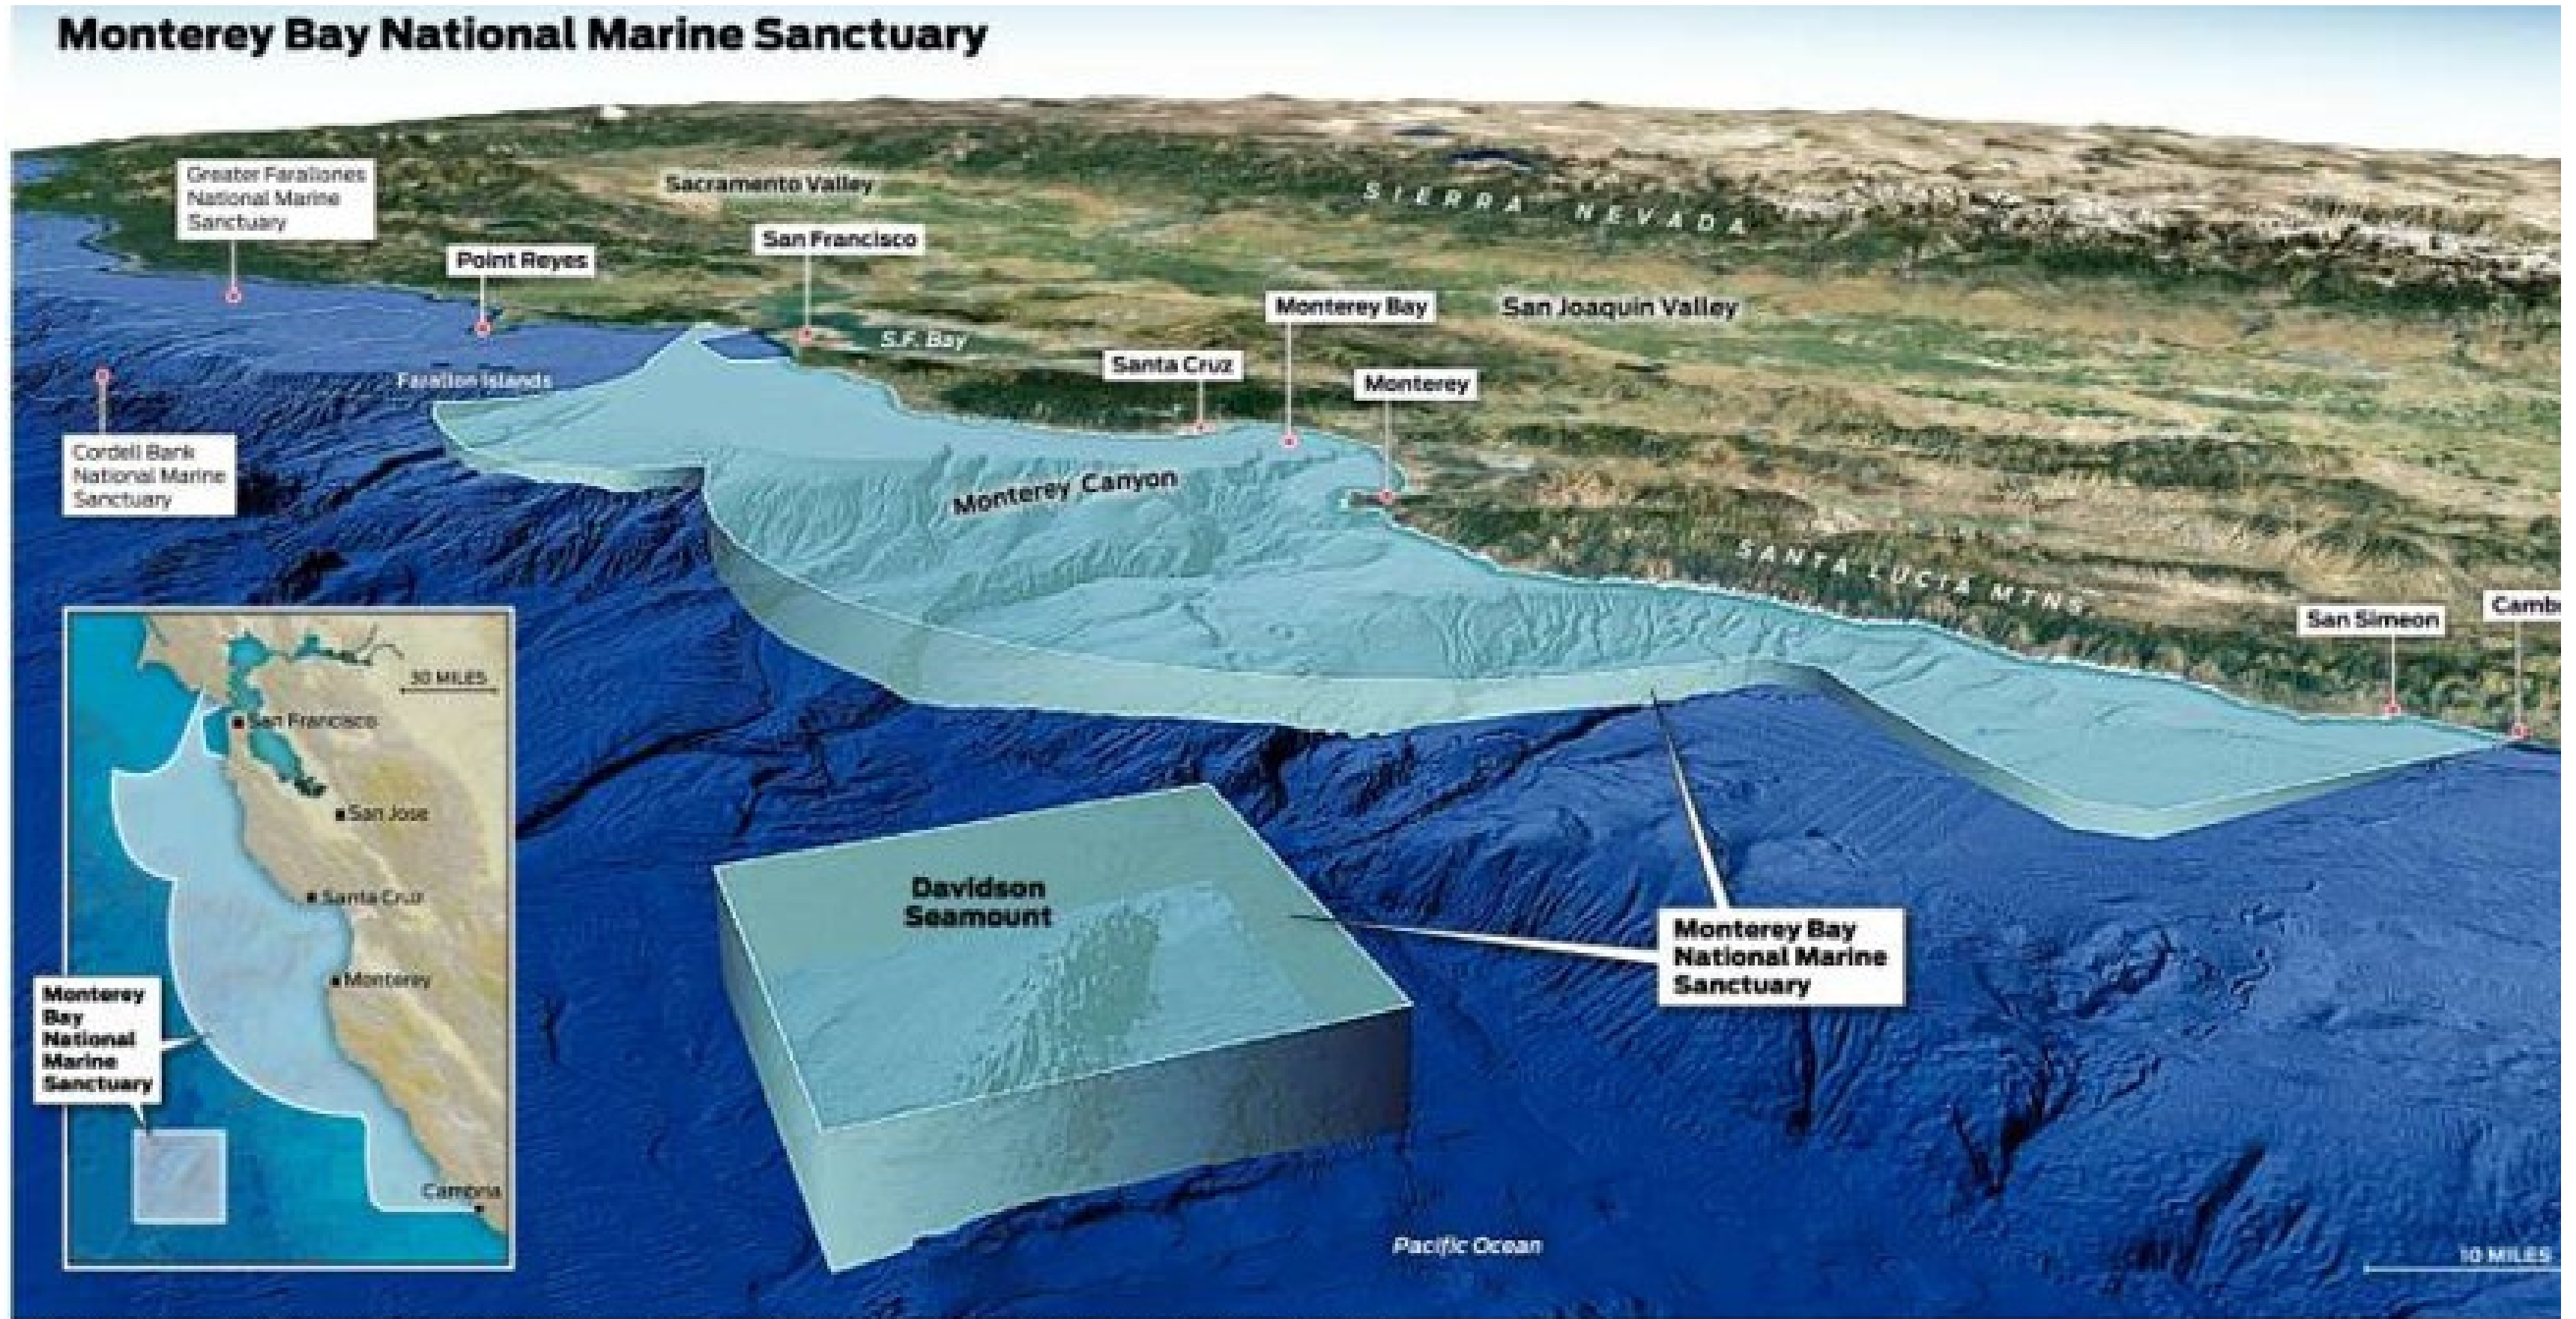 Monterey Bay National Marine Sanctuary
Greater Farallones
National Marine
Sanctuary
Sacramento Valley
SIERRA NEVADA
San Francisco
Point Reyes
Monterey Bay
San Joaquin Valley
S.F. Bay
Santa Cruz
Farallon Islands
Monterey
Cordell Bank
National Marine
Sanctuary
Monterey Canyon
SANTA LUCIA MTNS
San Simeon
Camb
30 MILES
San Francisco
San Jose
Santa Cruz
Monterey
Monterey
Bay
National
Marine
Sanctuary
Cambria
Davidson
Seamount
Monterey Bay
National Marine
Sanctuary
Pacific Ocean
10 MILES